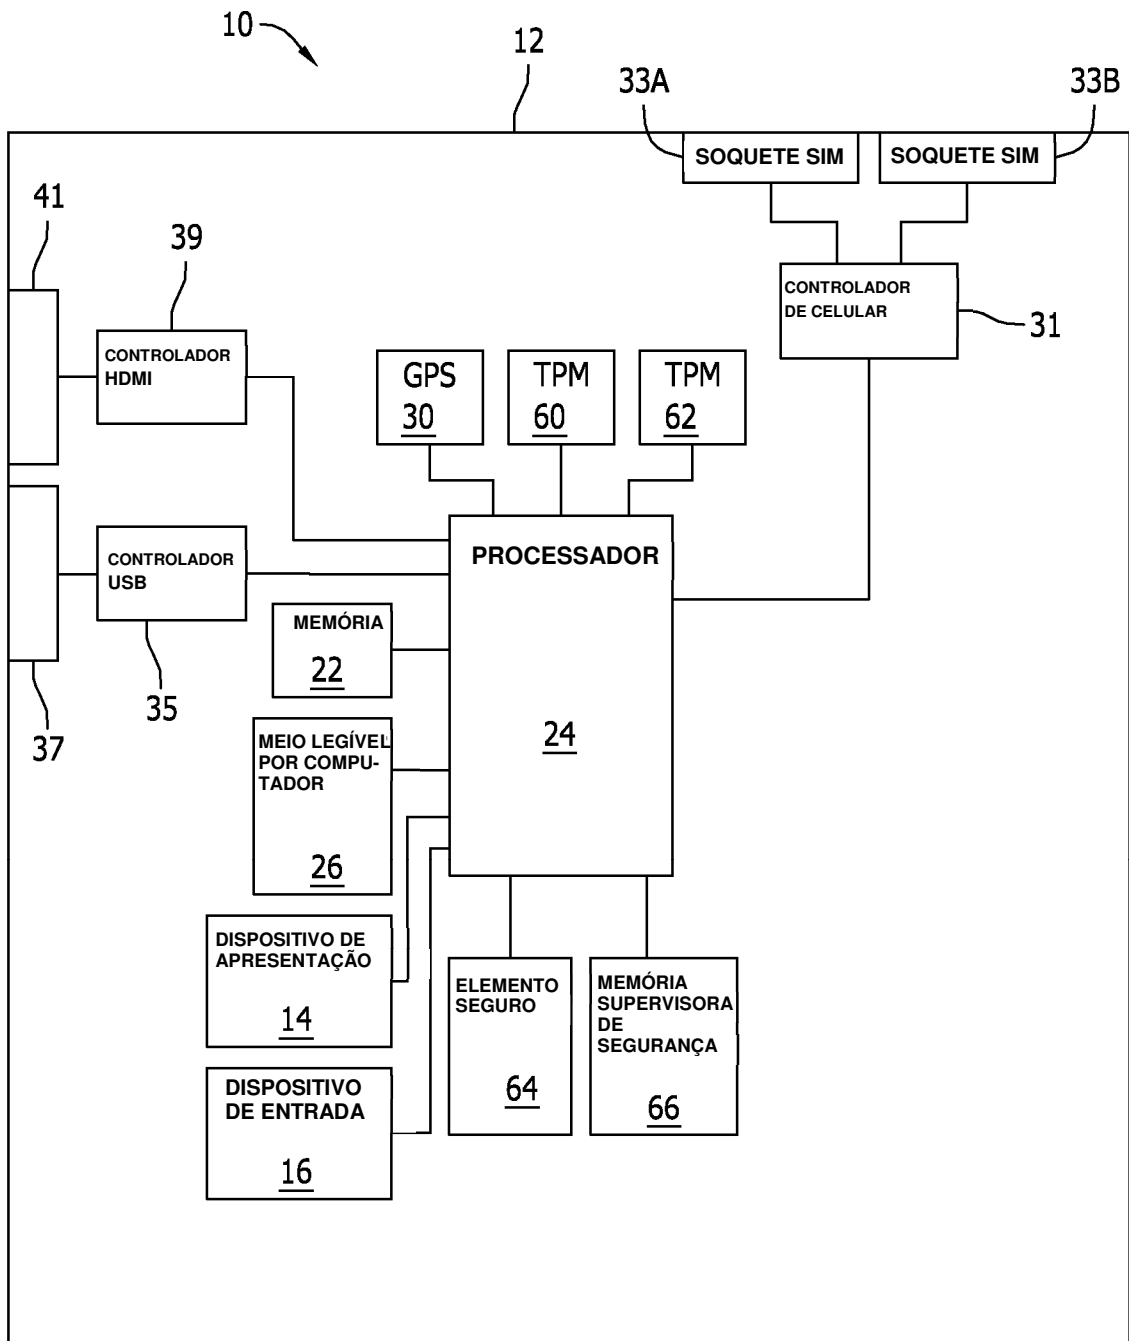 10
12
33A
33B
SOQUETE SIM
SOQUETE SIM
41
39
CONTROLADOR
DE CELULAR
31
CONTROLADOR
HDMI
GPS
30
TPM
60
TPM
62
CONTROLADOR
USB
PROCESSADOR
24
MEMÓRIA
22
35
37
MEIO LEGÍVEL
POR COMPU-
TADOR
26
DISPOSITIVO DE
APRESENTAÇÃO
14
ELEMENTO
SEGURO
64
MEMÓRIA
SUPERVISORA
DE
SEGURANÇA
66
DISPOSITIVO
DE ENTRADA
16